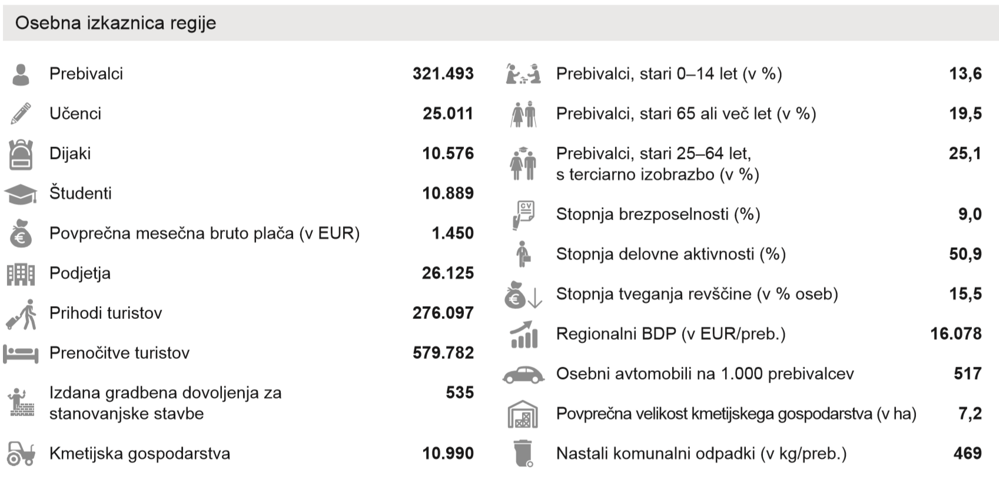 Osebna izkaznica regije
Prebivalci 321.493
Učenci 25.011
Dijaki 10.576
Študenti 10.889
Povprečna mesečna bruto plača (v EUR) 1.450
Podjetja 26.125
Prihodi turistov 276.097
Prenočitve turistov 579.782
Izdana gradbena dovoljenja za 535
stanovanjske stavbe
Kmetijska gospodarstva 10.990
Prebivalci, stari 0–14 let (v %) 13,6
Prebivalci, stari 65 ali več let (v %) 19,5
Prebivalci, stari 25–64 let, 25,1
s terciarno izobrazbo (v %)
CV
Stopnja brezposelnosti (%) 9,0
Stopnja delovne aktivnosti (%) 50,9
€
Stopnja tveganja revščine (v % oseb) 15,5
Regionalni BDP (v EUR/preb.) 16.078
Osebni avtomobili na 1.000 prebivalcev 517
Povprečna velikost kmetijskega gospodarstva (v ha) 7,2
Nastali komunalni odpadki (v kg/preb.) 469